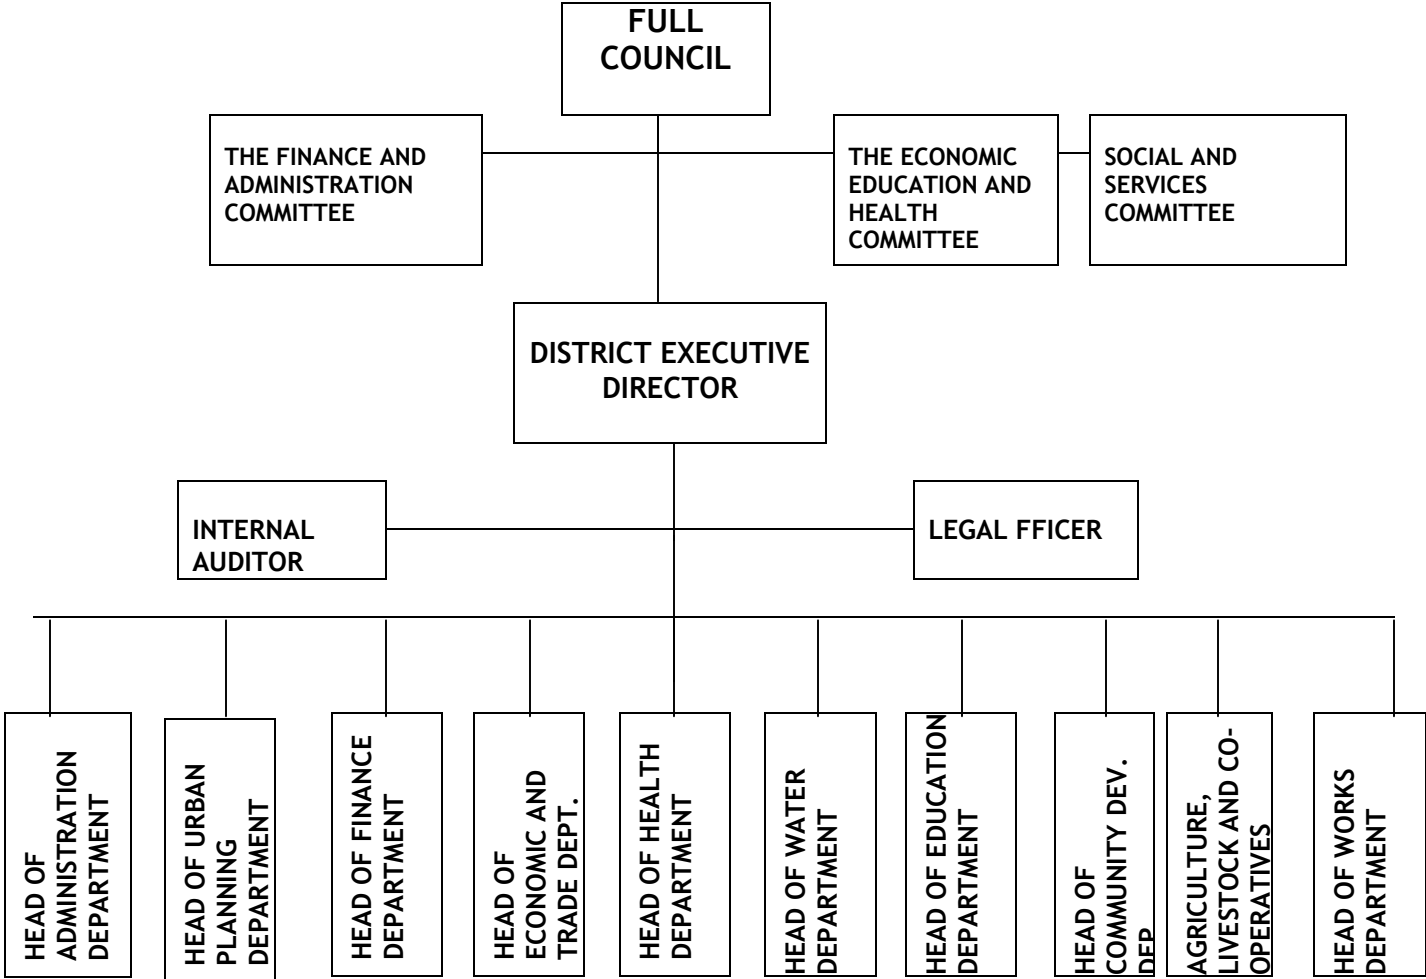 FULL
COUNCIL
THE FINANCE AND
ADMINISTRATION
COMMITTEE
THE ECONOMIC
EDUCATION AND
HEALTH
COMMITTEE
SOCIAL AND
SERVICES
COMMITTEE
DISTRICT EXECUTIVE
DIRECTOR
INTERNAL
AUDITOR
LEGAL FFICER
HEAD OF
ADMINISTRATION
DEPARTMENT
HEAD OF URBAN
PLANNING
DEPARTMENT
HEAD OF FINANCE
DEPARTMENT
HEAD OF
ECONOMIC AND
TRADE DEPT.
HEAD OF HEALTH
DEPARTMENT
HEAD OF WATER
DEPARTMENT
HEAD OF EDUCATION
DEPARTMENT
HEAD OF
COMMUNITY DEV.
DEP
AGRICULTURE,
LIVESTOCK AND CO-
OPERATIVES
HEAD OF WORKS
DEPARTMENT